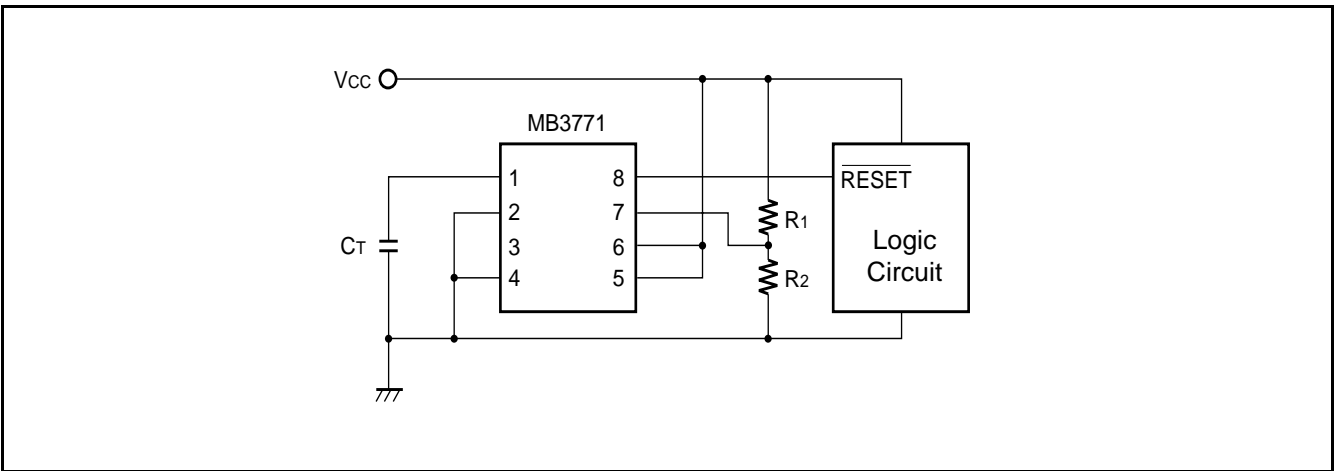 VCC
MB3771
1 8
2 7
3 6
4 5
CT
R1
R2
RESET
Logic
Circuit